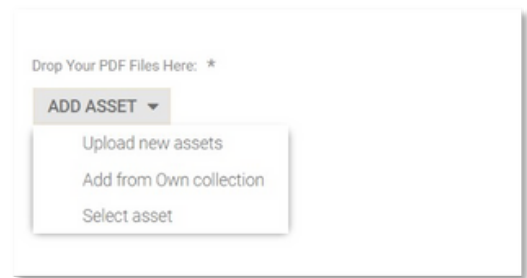 Drop Your PDF Files Here: *
ADD ASSET
Upload new assets
Add from Own collection
Select asset